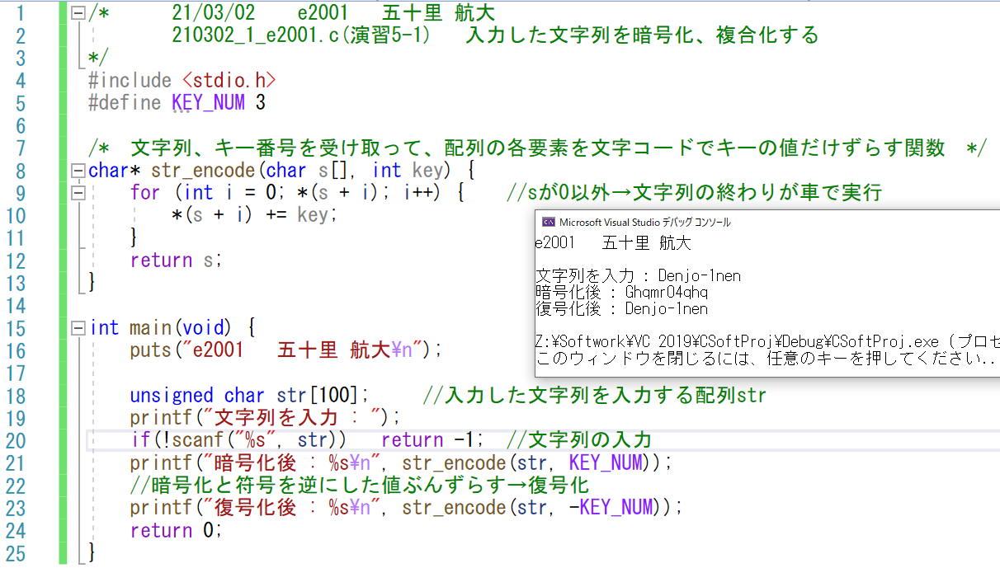 1 /* 21/03/02 e2001 五十里 航大
2 210302_1_e2001.c(演習5-1) 入力した文字列を暗号化、複合化する
3 */
4 #include <stdio.h>
5 #define KEY_NUM 3
6
7 /* 文字列、キー番号を受け取って、配列の各要素を文字コードでキーの値だけずらす関数 */
8 char* str_encode(char s[], int key) {
9 for (int i = 0; *(s + i); i++) { //sが0以外→文字列の終わりが車で実行
10 *(s + i) += key;
11 }
12 return s;
13 }
14
15 int main(void) {
16 puts("e2001 五十里 航大¥n");
17
18 unsigned char str[100]; //入力した文字列を入力する配列str
19 printf("文字列を入力 : ");
20 if(!scanf("%s", str)) return -1; //文字列の入力
21 printf("暗号化後 : %s¥n", str_encode(str, KEY_NUM));
22 //暗号化と符号を逆にした値ぶんずらす→復号化
23 printf("復号化後 : %s¥n", str_encode(str, -KEY_NUM));
24 return 0;
25 }
Microsoft Visual Studio デバッグ コンソール
e2001 五十里 航大
文字列を入力 : Denjo-1nen
暗号化後 : Ghqmr04qhq
復号化後 : Denjo-1nen
Z:¥Softwork¥VC 2019¥CSoftProj¥Debug¥CSoftProj.exe (プロセ
このウィンドウを閉じるには、任意のキーを押してください..